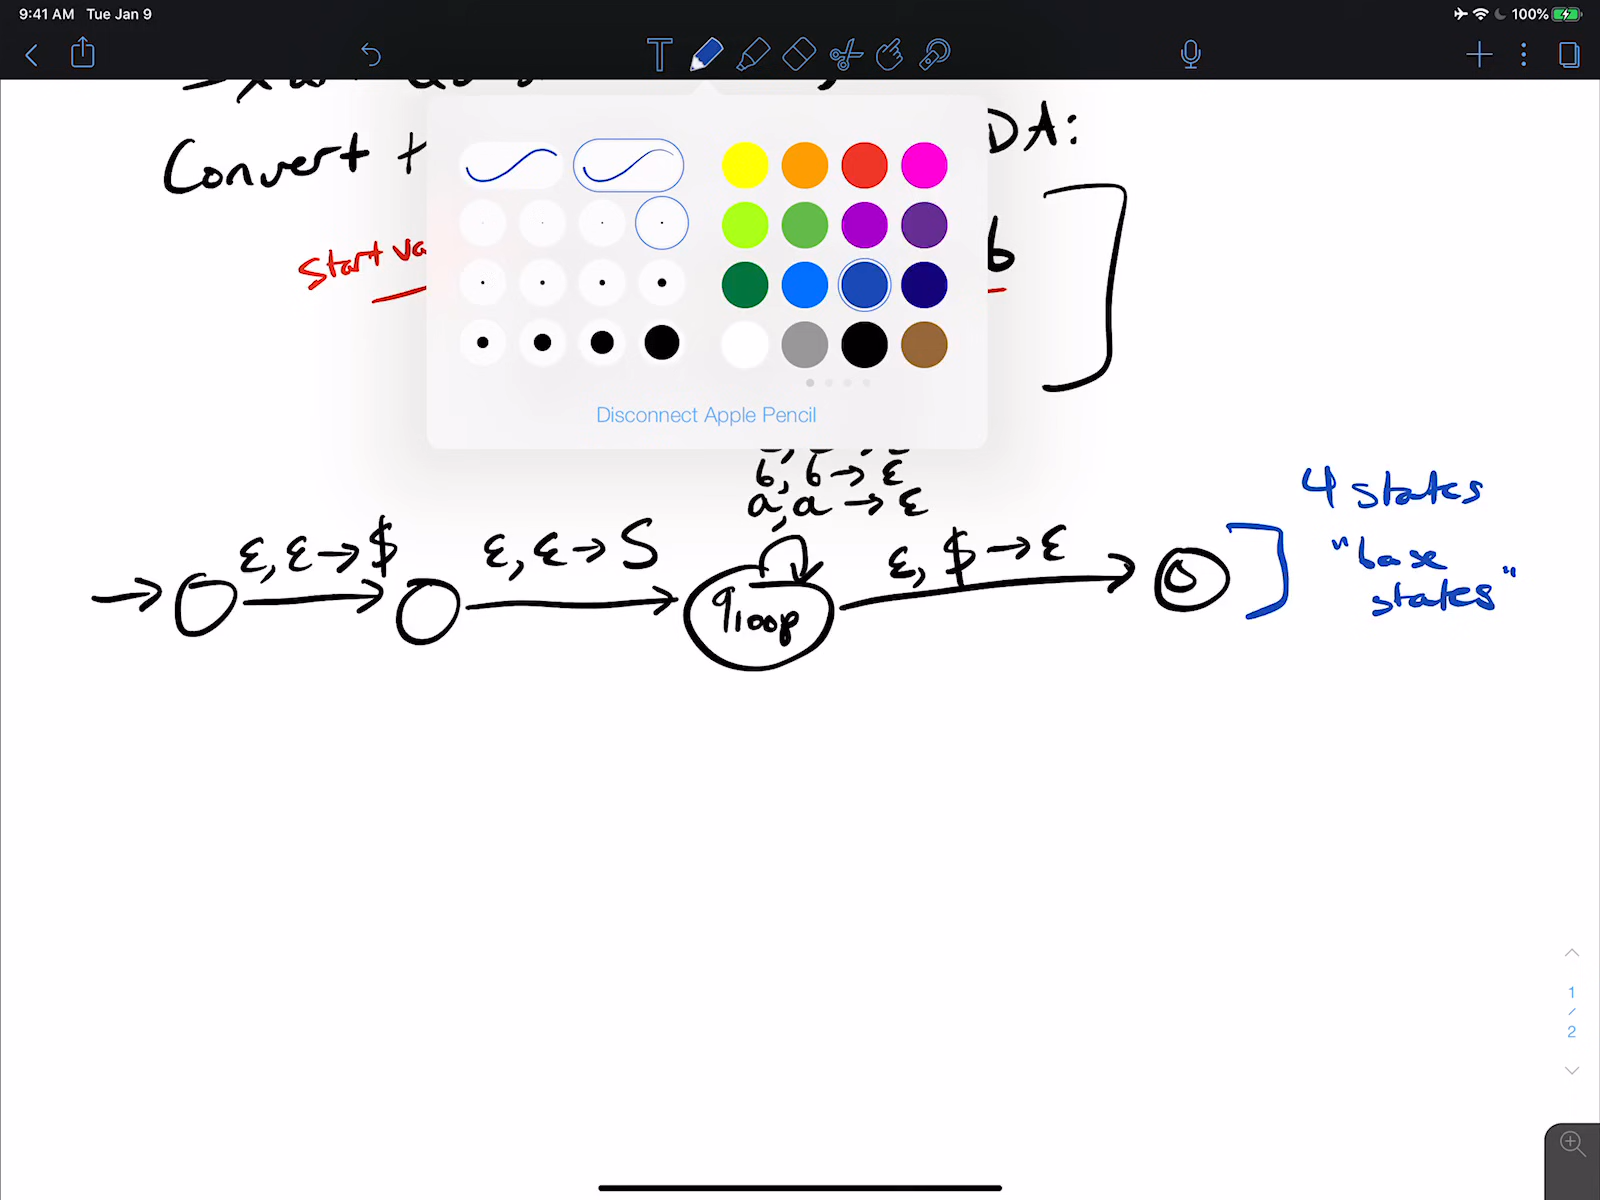 9:41 AM Tue Jan 9
100%
Convert
DA:
Start va
b
Disconnect Apple Pencil
b, b → ε
a, a → ε
ε, ε → $
ε, ε → S
ε, $ → ε
qloop
4 states
"base
states"
1
/
2